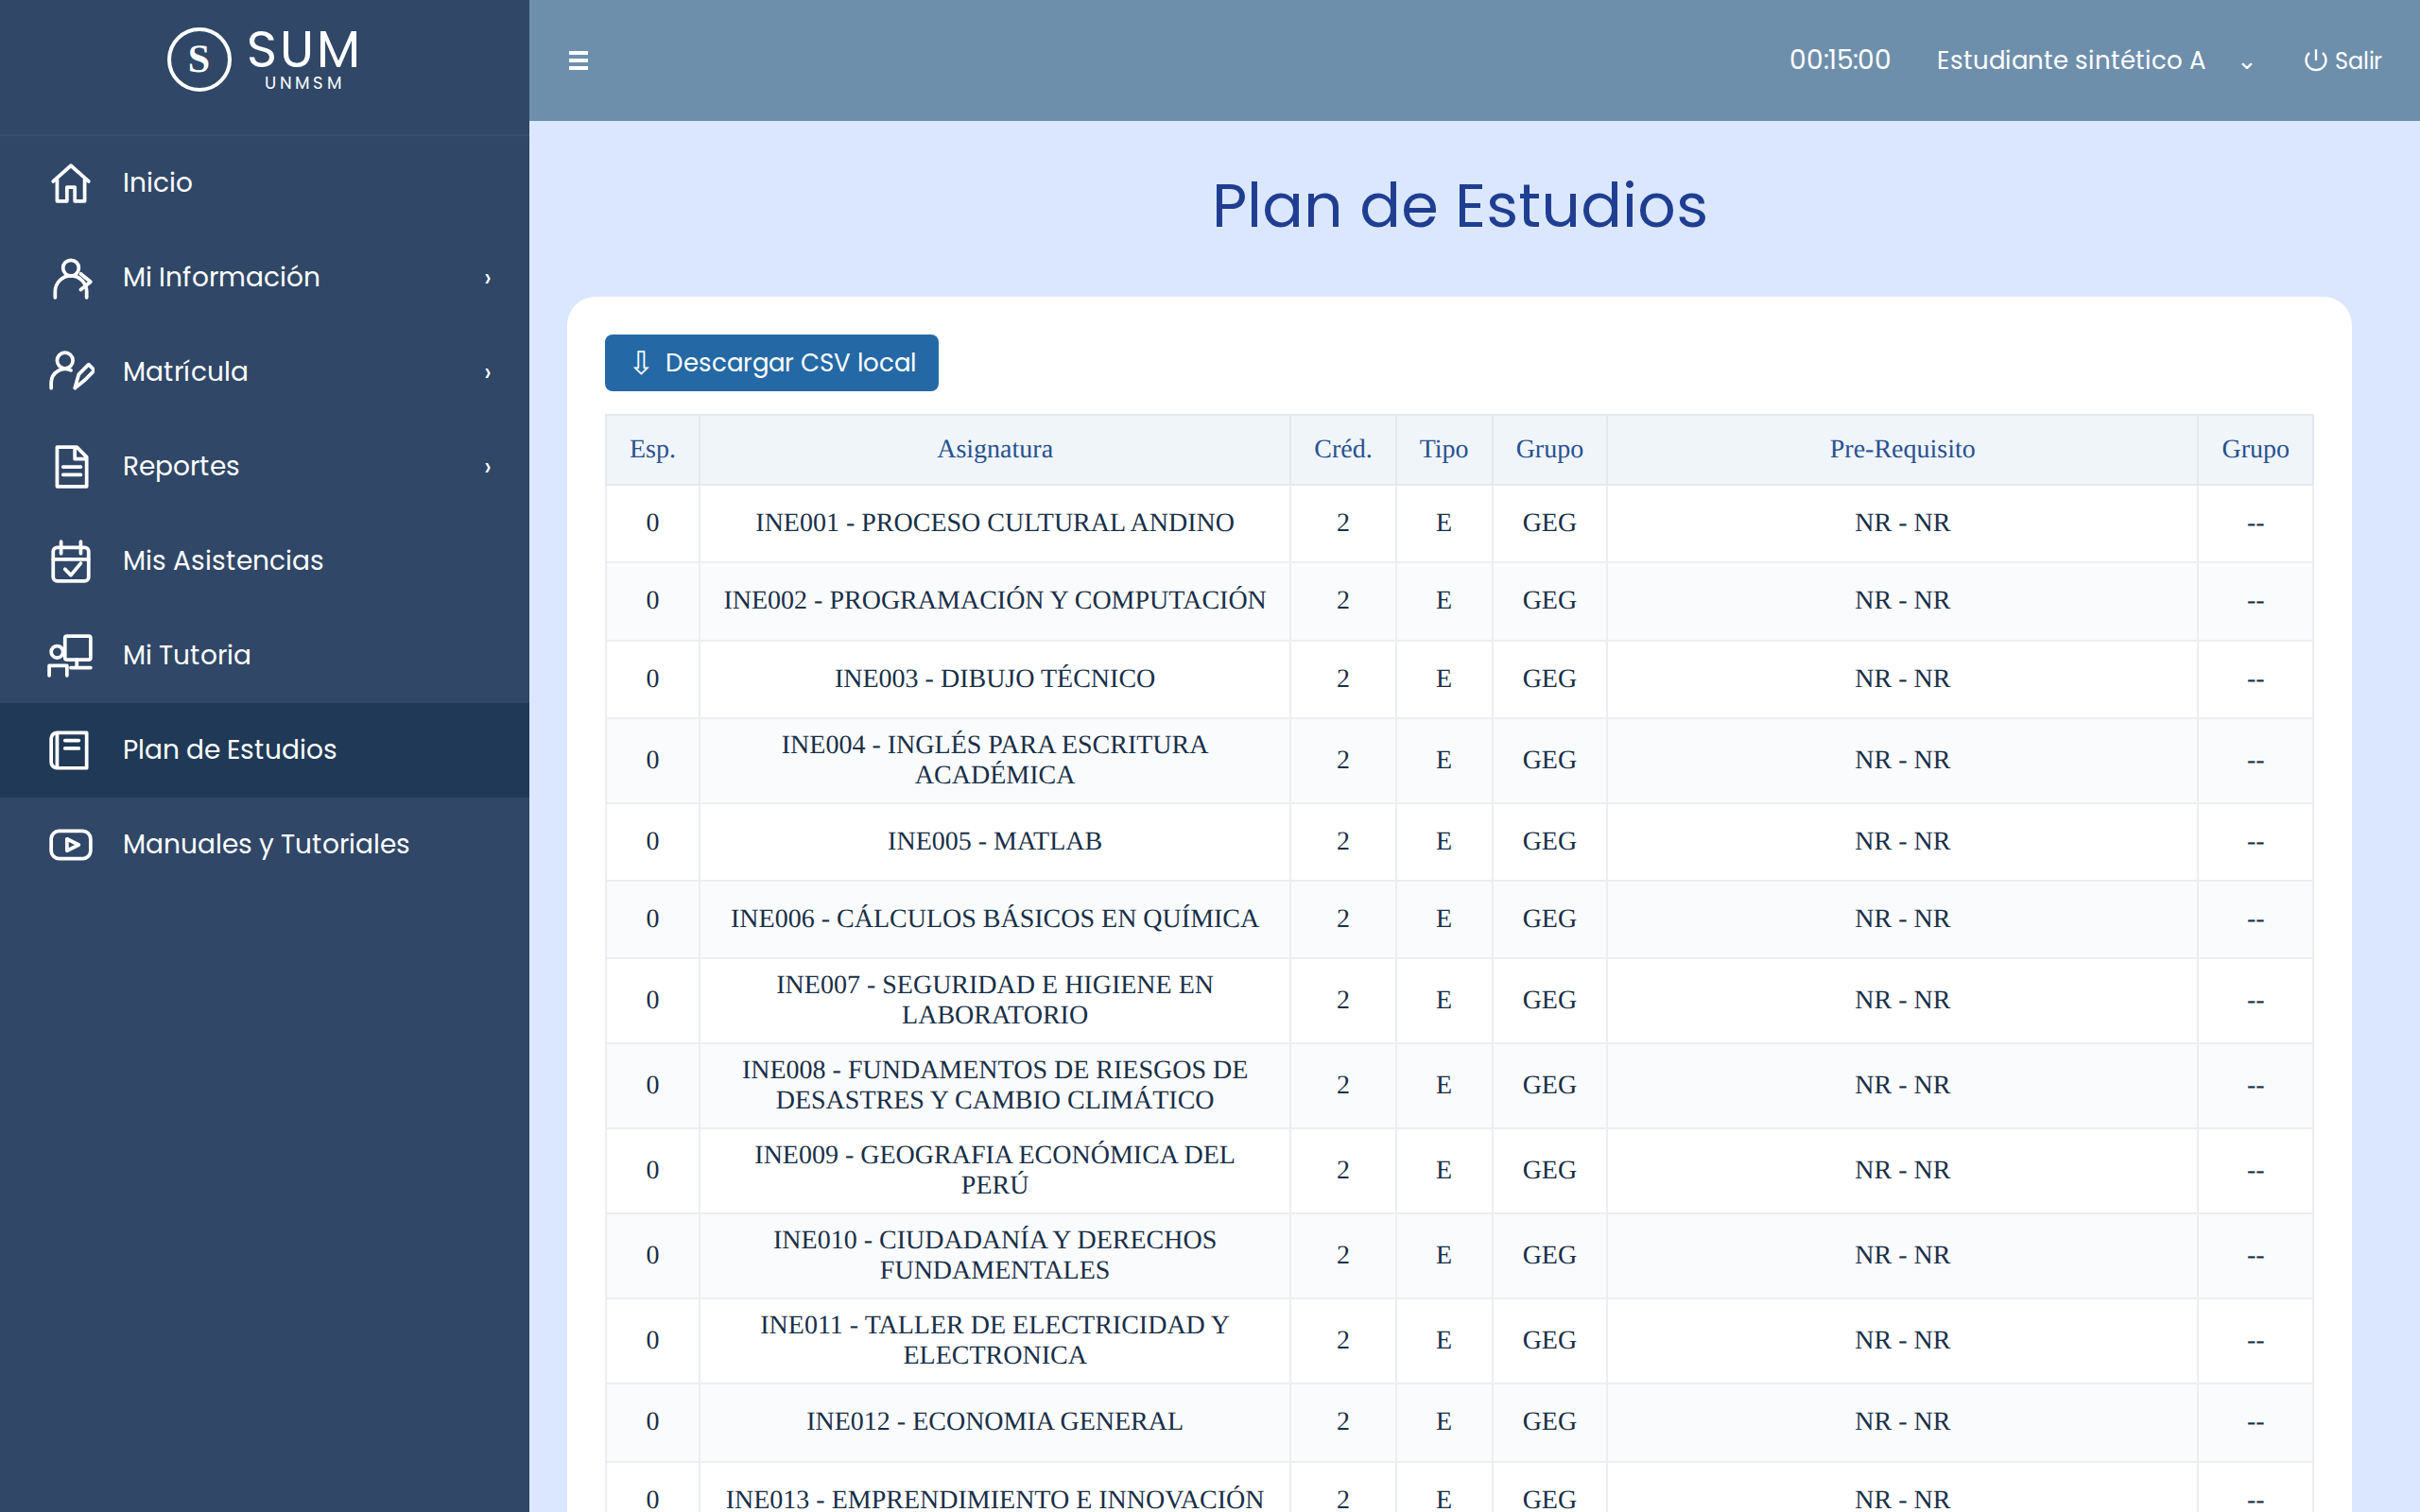 S SUM
UNMSM
00:15:00 Estudiante sintético A Salir
Inicio
Mi Información
Matrícula
Reportes
Mis Asistencias
Mi Tutoria
Plan de Estudios
Manuales y Tutoriales
Plan de Estudios
Descargar CSV local
Esp. Asignatura Créd. Tipo Grupo Pre-Requisito Grupo
0 INE001 - PROCESO CULTURAL ANDINO 2 E GEG NR - NR --
0 INE002 - PROGRAMACIÓN Y COMPUTACIÓN 2 E GEG NR - NR --
0 INE003 - DIBUJO TÉCNICO 2 E GEG NR - NR --
0 INE004 - INGLÉS PARA ESCRITURA
ACADÉMICA 2 E GEG NR - NR --
0 INE005 - MATLAB 2 E GEG NR - NR --
0 INE006 - CÁLCULOS BÁSICOS EN QUÍMICA 2 E GEG NR - NR --
0 INE007 - SEGURIDAD E HIGIENE EN
LABORATORIO 2 E GEG NR - NR --
0 INE008 - FUNDAMENTOS DE RIESGOS DE
DESASTRES Y CAMBIO CLIMÁTICO 2 E GEG NR - NR --
0 INE009 - GEOGRAFIA ECONÓMICA DEL
PERÚ 2 E GEG NR - NR --
0 INE010 - CIUDADANÍA Y DERECHOS
FUNDAMENTALES 2 E GEG NR - NR --
0 INE011 - TALLER DE ELECTRICIDAD Y
ELECTRONICA 2 E GEG NR - NR --
0 INE012 - ECONOMIA GENERAL 2 E GEG NR - NR --
0 INE013 - EMPRENDIMIENTO E INNOVACIÓN 2 E GEG NR - NR --